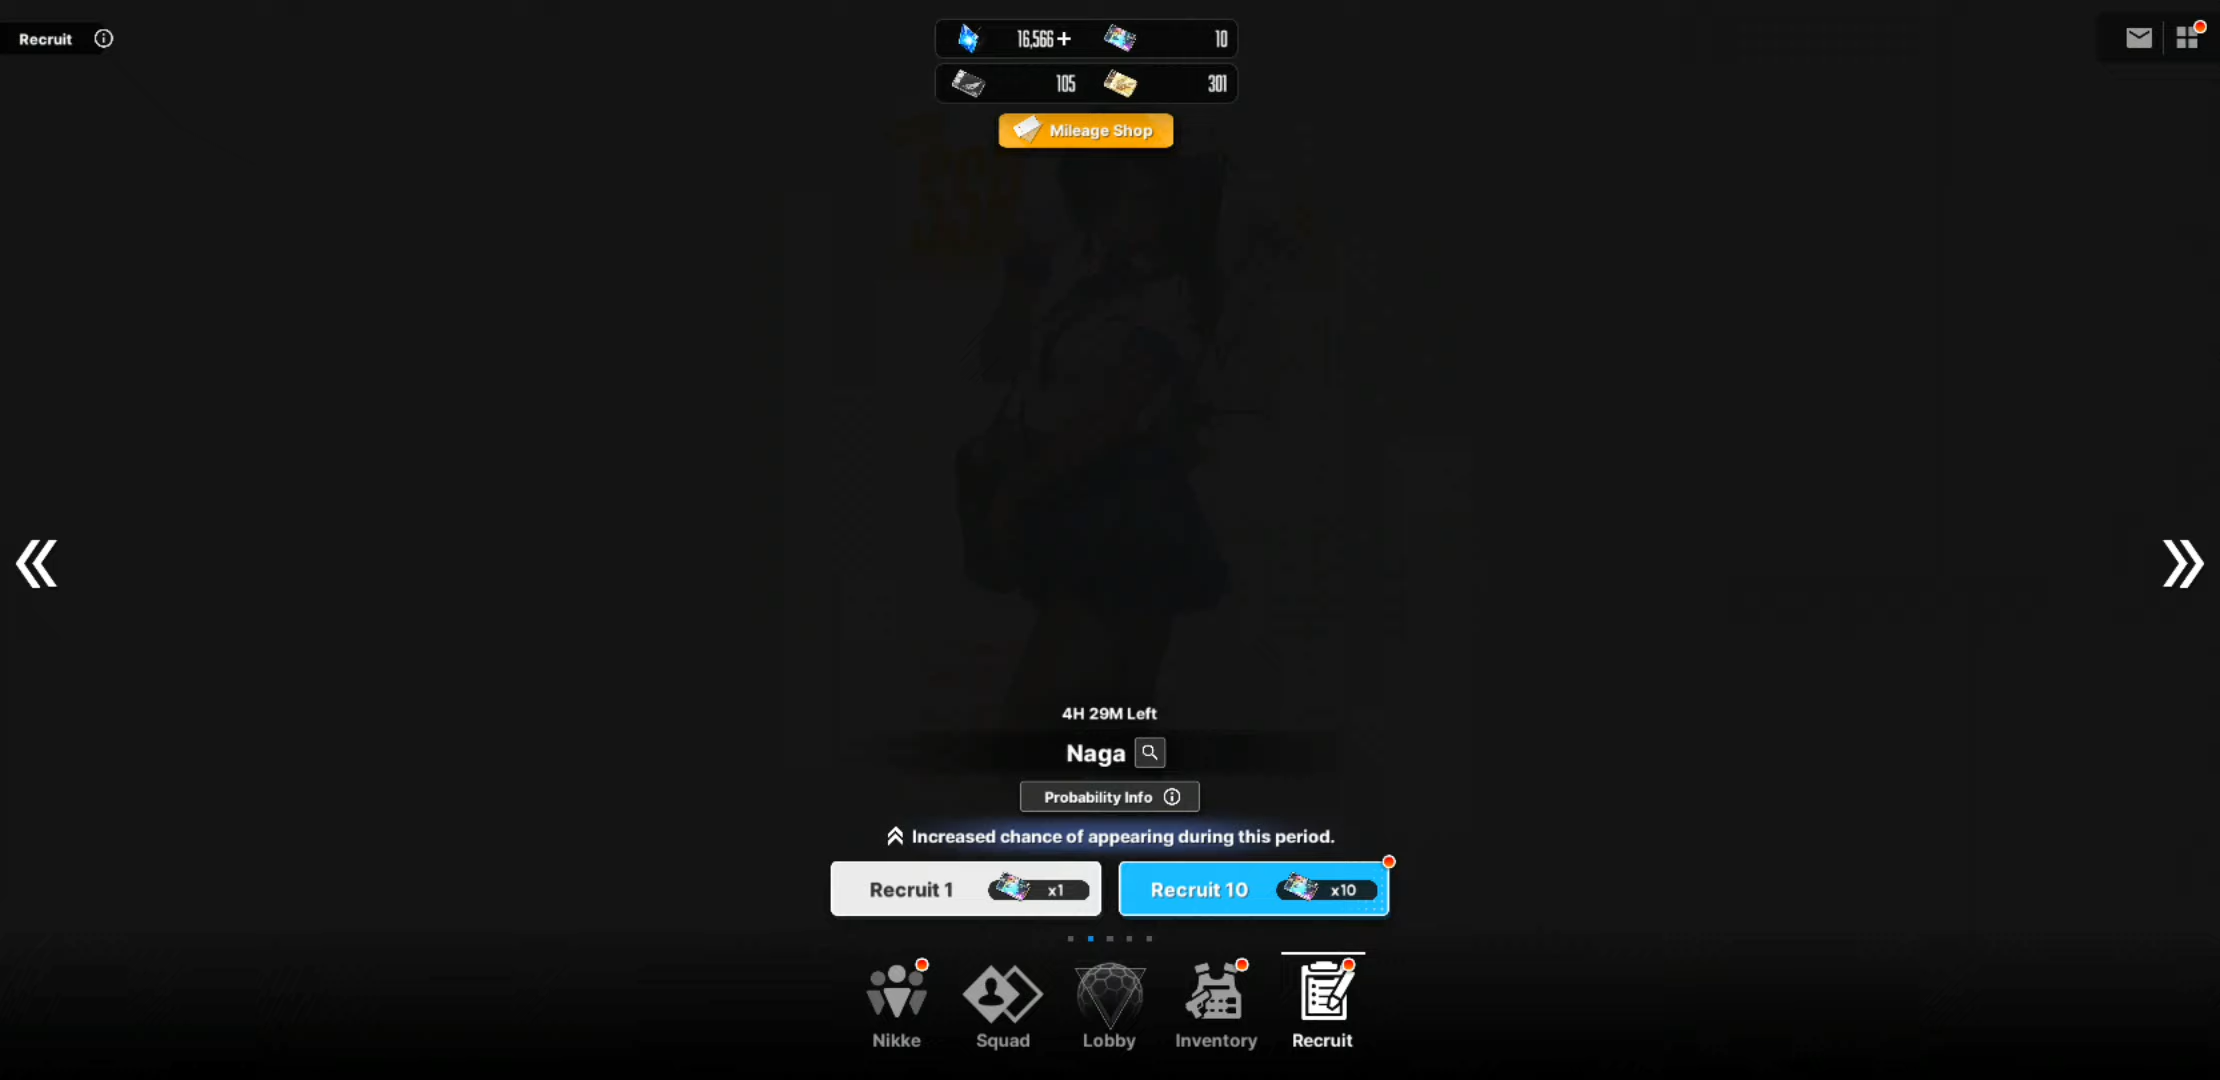 Recruit
16,566+ 10
105 301
Mileage Shop
4H 29M Left
Naga
Probability Info
Increased chance of appearing during this period.
Recruit 1 x1
Recruit 10 x10
Nikke Squad Lobby Inventory Recruit